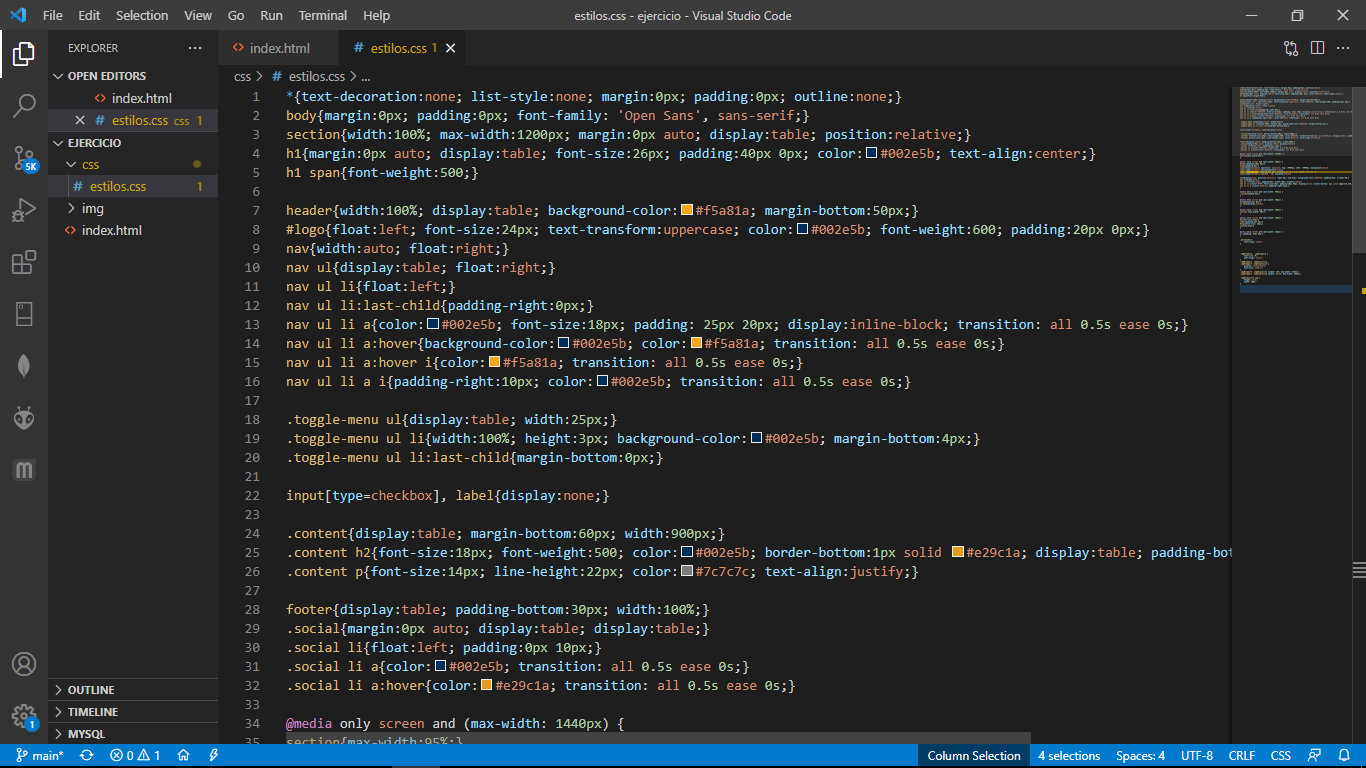 File Edit Selection View Go Run Terminal Help estilos.css - ejercicio - Visual Studio Code
EXPLORER
index.html estilos.css 1
OPEN EDITORS
index.html
estilos.css css 1
EJERCICIO
css
estilos.css 1
img
index.html
5K
OUTLINE
TIMELINE
MYSQL
1
css > # estilos.css > ...
1 *{text-decoration:none; list-style:none; margin:0px; padding:0px; outline:none;}
2 body{margin:0px; padding:0px; font-family: 'Open Sans', sans-serif;}
3 section{width:100%; max-width:1200px; margin:0px auto; display:table; position:relative;}
4 h1{margin:0px auto; display:table; font-size:26px; padding:40px 0px; color:#002e5b; text-align:center;}
5 h1 span{font-weight:500;}
6
7 header{width:100%; display:table; background-color:#f5a81a; margin-bottom:50px;}
8 #logo{float:left; font-size:24px; text-transform:uppercase; color:#002e5b; font-weight:600; padding:20px 0px;}
9 nav{width:auto; float:right;}
10 nav ul{display:table; float:right;}
11 nav ul li{float:left;}
12 nav ul li:last-child{padding-right:0px;}
13 nav ul li a{color:#002e5b; font-size:18px; padding: 25px 20px; display:inline-block; transition: all 0.5s ease 0s;}
14 nav ul li a:hover{background-color:#002e5b; color:#f5a81a; transition: all 0.5s ease 0s;}
15 nav ul li a:hover i{color:#f5a81a; transition: all 0.5s ease 0s;}
16 nav ul li a i{padding-right:10px; color:#002e5b; transition: all 0.5s ease 0s;}
17
18 .toggle-menu ul{display:table; width:25px;}
19 .toggle-menu ul li{width:100%; height:3px; background-color:#002e5b; margin-bottom:4px;}
20 .toggle-menu ul li:last-child{margin-bottom:0px;}
21
22 input[type=checkbox], label{display:none;}
23
24 .content{display:table; margin-bottom:60px; width:900px;}
25 .content h2{font-size:18px; font-weight:500; color:#002e5b; border-bottom:1px solid #e29c1a; display:table; padding-bot
26 .content p{font-size:14px; line-height:22px; color:#7c7c7c; text-align:justify;}
27
28 footer{display:table; padding-bottom:30px; width:100%;}
29 .social{margin:0px auto; display:table; display:table;}
30 .social li{float:left; padding:0px 10px;}
31 .social li a{color:#002e5b; transition: all 0.5s ease 0s;}
32 .social li a:hover{color:#e29c1a; transition: all 0.5s ease 0s;}
33
34 @media only screen and (max-width: 1440px) {
35 section{max-width:95%;}
main* 0 1 Column Selection 4 selections Spaces: 4 UTF-8 CRLF CSS